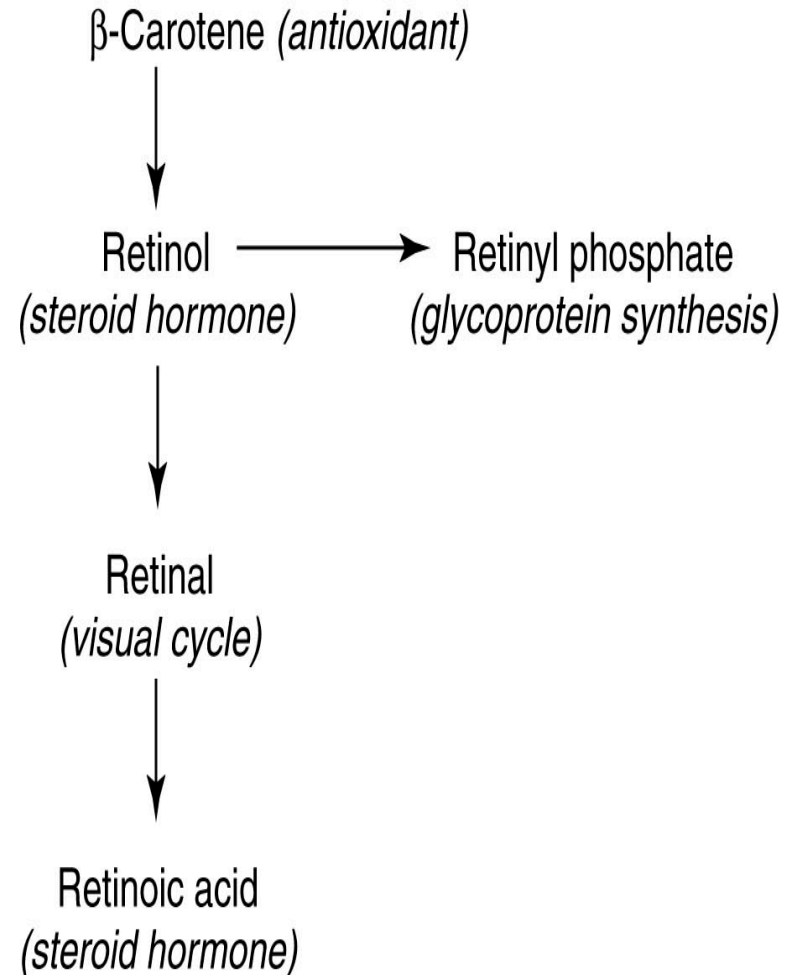 β-Carotene (antioxidant)
Retinol
(steroid hormone)
Retinyl phosphate
(glycoprotein synthesis)
Retinal
(visual cycle)
Retinoic acid
(steroid hormone)